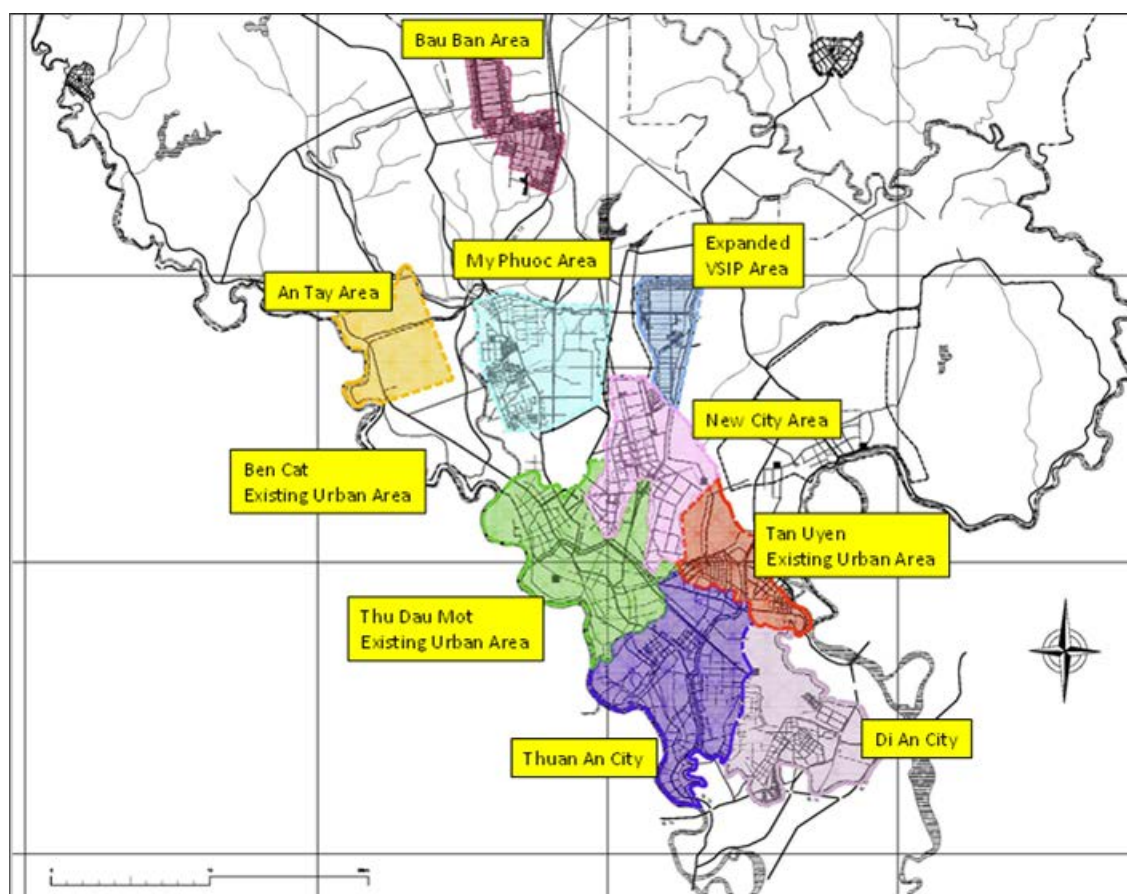 Bau Ban Area
My Phuoc Area
Expanded
VSIP Area
An Tay Area
New City Area
Ben Cat
Existing Urban Area
Tan Uyen
Existing Urban Area
Thu Dau Mot
Existing Urban Area
Di An City
Thuan An City